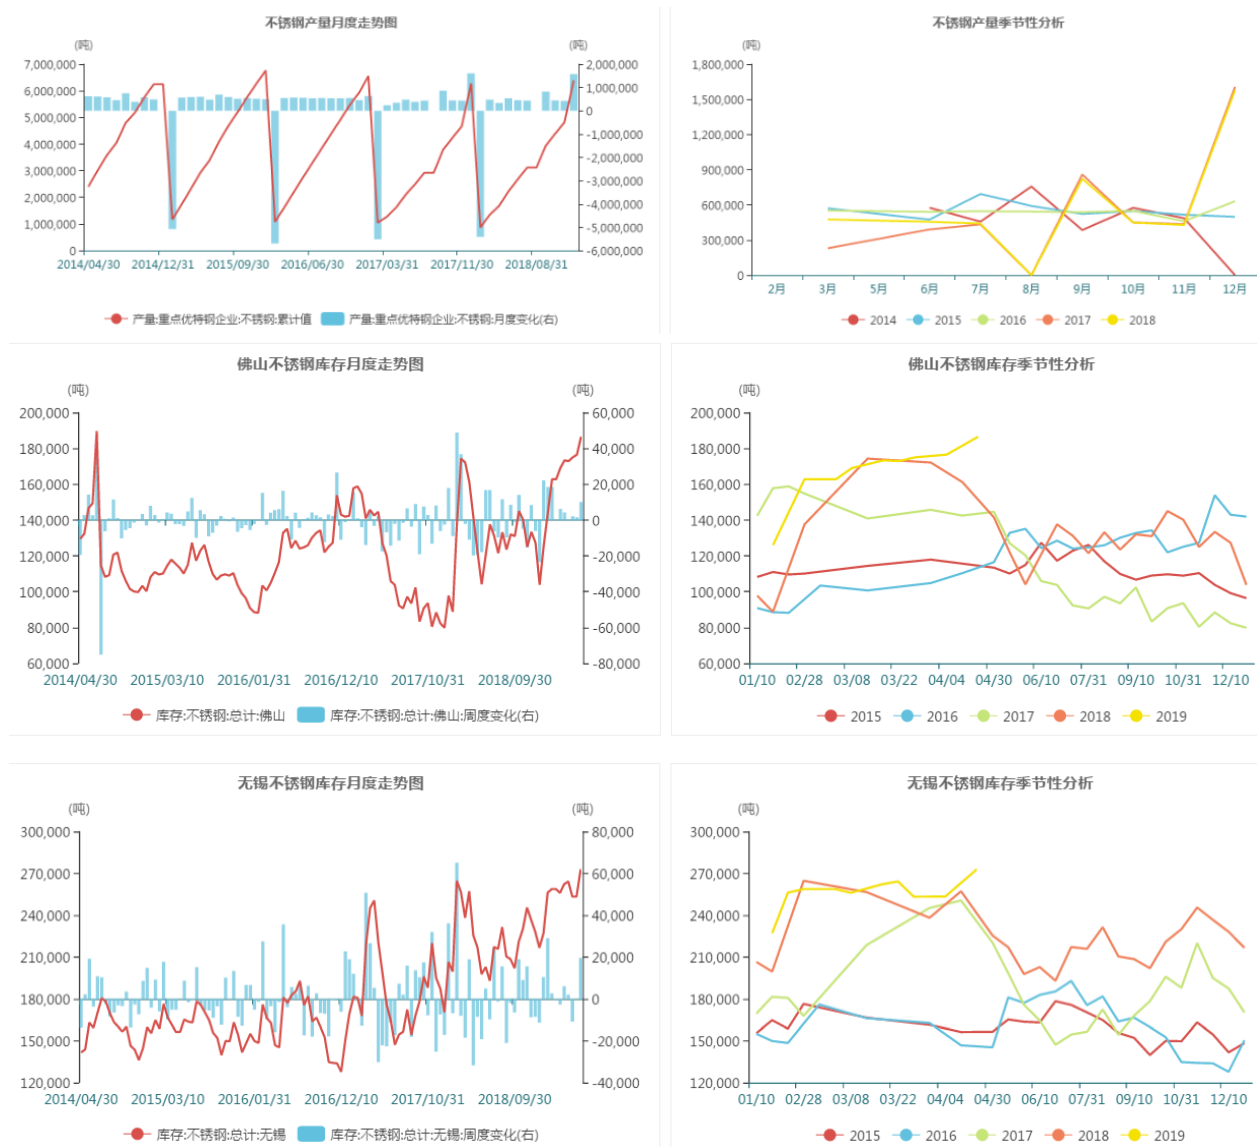 不锈钢产量月度走势图
(吨)
(吨)
7,000,000
6,000,000
5,000,000
4,000,000
3,000,000
2,000,000
1,000,000
0
2,000,000
1,000,000
0
-1,000,000
-2,000,000
-3,000,000
-4,000,000
-5,000,000
-6,000,000
2014/04/30 2014/12/31 2015/09/30 2016/06/30 2017/03/31 2017/11/30 2018/08/31
产量:重点优特钢企业:不锈钢:累计值 产量:重点优特钢企业:不锈钢:月度变化(右)
不锈钢产量季节性分析
(吨)
1,800,000
1,500,000
1,200,000
900,000
600,000
300,000
0
2月 3月 5月 6月 7月 8月 9月 10月 11月 12月
2014 2015 2016 2017 2018
佛山不锈钢库存月度走势图
(吨)
(吨)
200,000
180,000
160,000
140,000
120,000
100,000
80,000
60,000
60,000
40,000
20,000
0
-20,000
-40,000
-60,000
-80,000
2014/04/30 2015/03/10 2016/01/31 2016/12/10 2017/10/31 2018/09/30
库存:不锈钢:总计:佛山 库存:不锈钢:总计:佛山:周度变化(右)
佛山不锈钢库存季节性分析
(吨)
200,000
180,000
160,000
140,000
120,000
100,000
80,000
60,000
01/10 02/28 03/08 03/22 04/04 04/30 06/10 07/31 09/10 10/31 12/10
2015 2016 2017 2018 2019
无锡不锈钢库存月度走势图
(吨)
(吨)
300,000
270,000
240,000
210,000
180,000
150,000
120,000
80,000
60,000
40,000
20,000
0
-20,000
-40,000
2014/04/30 2015/03/10 2016/01/31 2016/12/10 2017/10/31 2018/09/30
库存:不锈钢:总计:无锡 库存:不锈钢:总计:无锡:周度变化(右)
无锡不锈钢库存季节性分析
(吨)
300,000
270,000
240,000
210,000
180,000
150,000
120,000
01/10 02/28 03/08 03/22 04/04 04/30 06/10 07/31 09/10 10/31 12/10
2015 2016 2017 2018 2019